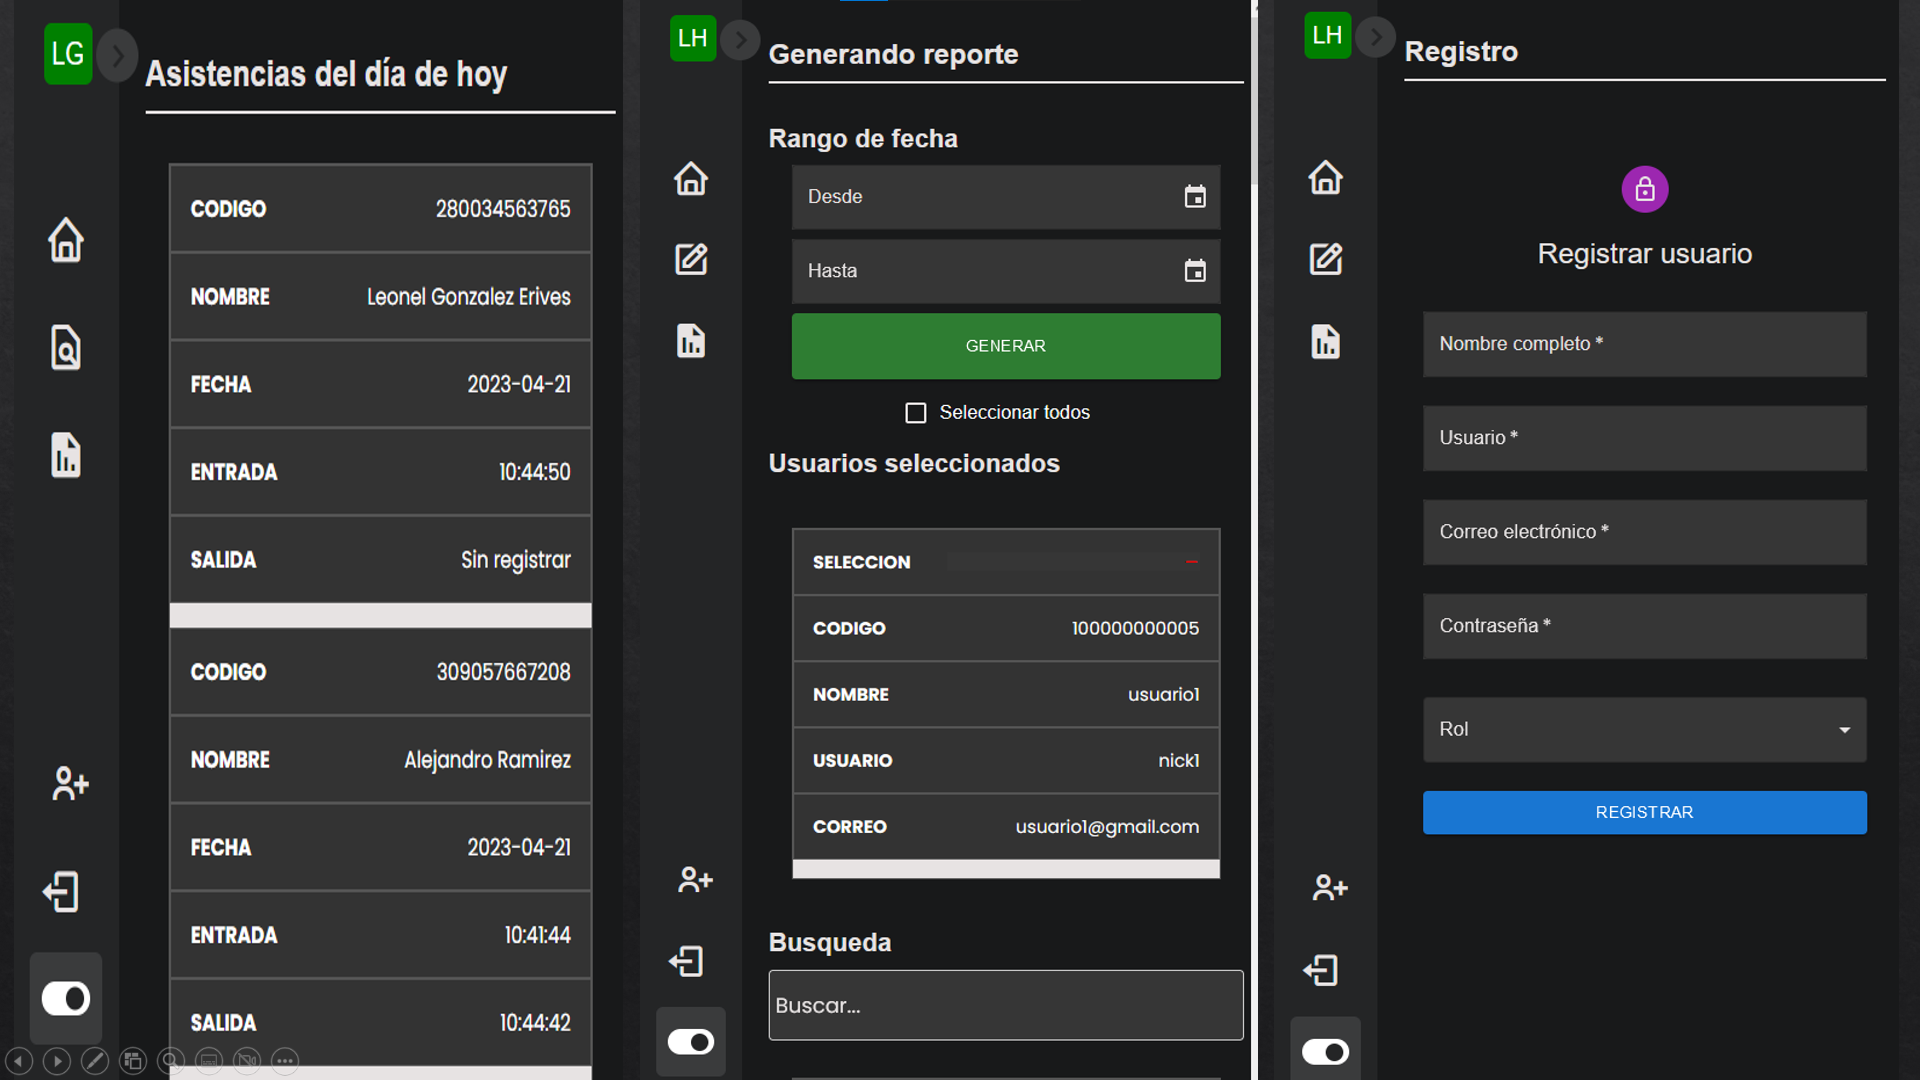 LG
Asistencias del día de hoy
CODIGO 280034563765
NOMBRE Leonel Gonzalez Erives
FECHA 2023-04-21
ENTRADA 10:44:50
SALIDA Sin registrar
CODIGO 309057667208
NOMBRE Alejandro Ramirez
FECHA 2023-04-21
ENTRADA 10:41:44
SALIDA 10:44:42
LH
Generando reporte
Rango de fecha
Desde
Hasta
GENERAR
Seleccionar todos
Usuarios seleccionados
SELECCION –
CODIGO 100000000005
NOMBRE usuario1
USUARIO nick1
CORREO usuario1@gmail.com
Busqueda
Buscar...
LH
Registro
Registrar usuario
Nombre completo *
Usuario *
Correo electrónico *
Contraseña *
Rol
REGISTRAR